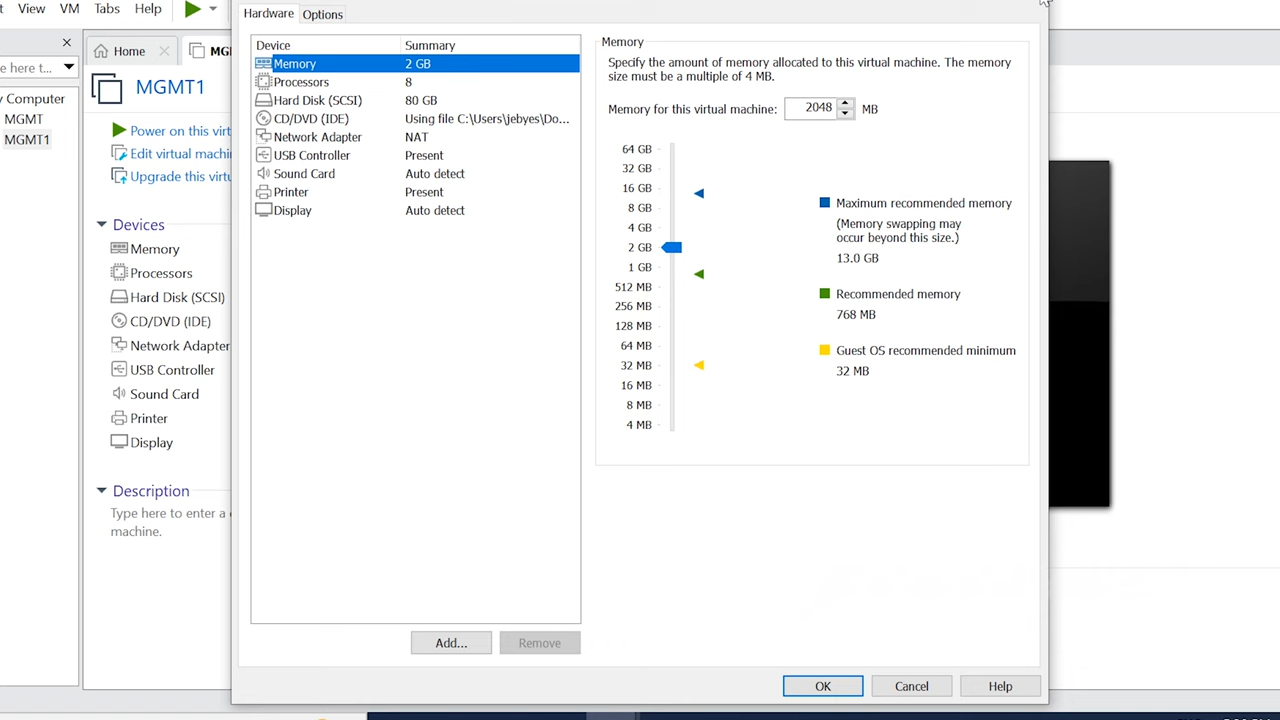 View VM Tabs Help
Home
MGMT1
Computer
MGMT
MGMT1
Power on this virt
Edit virtual machi
Upgrade this virtu
Devices
Memory
Processors
Hard Disk (SCSI)
CD/DVD (IDE)
Network Adapter
USB Controller
Sound Card
Printer
Display
Description
Type here to enter a
machine.
Hardware Options
Device Summary
Memory 2 GB
Processors 8
Hard Disk (SCSI) 80 GB
CD/DVD (IDE) Using file C:\Users\jebyes\Do...
Network Adapter NAT
USB Controller Present
Sound Card Auto detect
Printer Present
Display Auto detect
Add... Remove
Memory
Specify the amount of memory allocated to this virtual machine. The memory
size must be a multiple of 4 MB.
Memory for this virtual machine: 2048 MB
64 GB
32 GB
16 GB
8 GB
4 GB
2 GB
1 GB
512 MB
256 MB
128 MB
64 MB
32 MB
16 MB
8 MB
4 MB
Maximum recommended memory
(Memory swapping may
occur beyond this size.)
13.0 GB
Recommended memory
768 MB
Guest OS recommended minimum
32 MB
OK Cancel Help